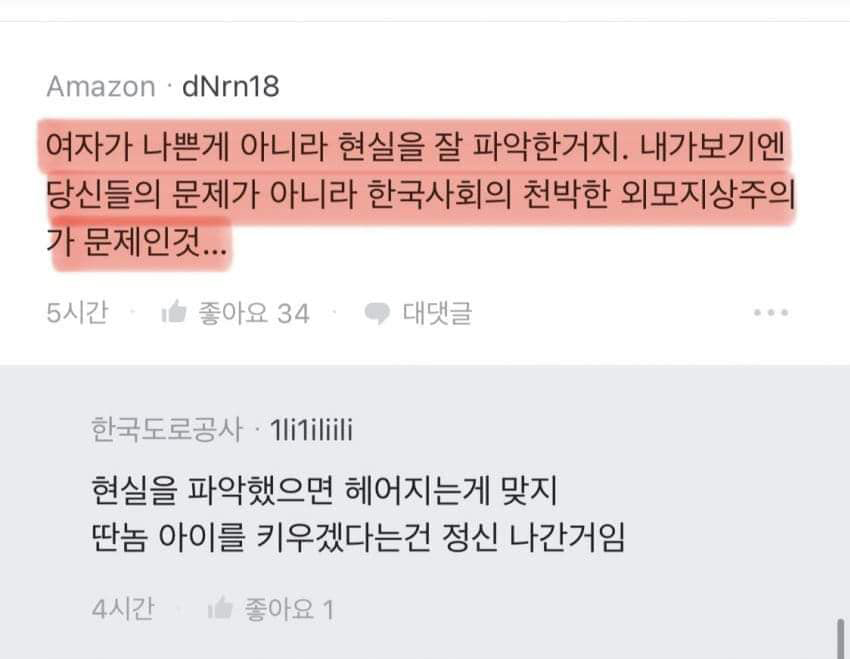 Amazon · dNrn18
여자가 나쁜게 아니라 현실을 잘 파악한거지. 내가보기엔
당신들의 문제가 아니라 한국사회의 천박한 외모지상주의
가 문제인것...
5시간 · 좋아요 34 · 대댓글
한국도로공사 · 1li1iliili
현실을 파악했으면 헤어지는게 맞지
딴놈 아이를 키우겠다는건 정신 나간거임
4시간 · 좋아요 1